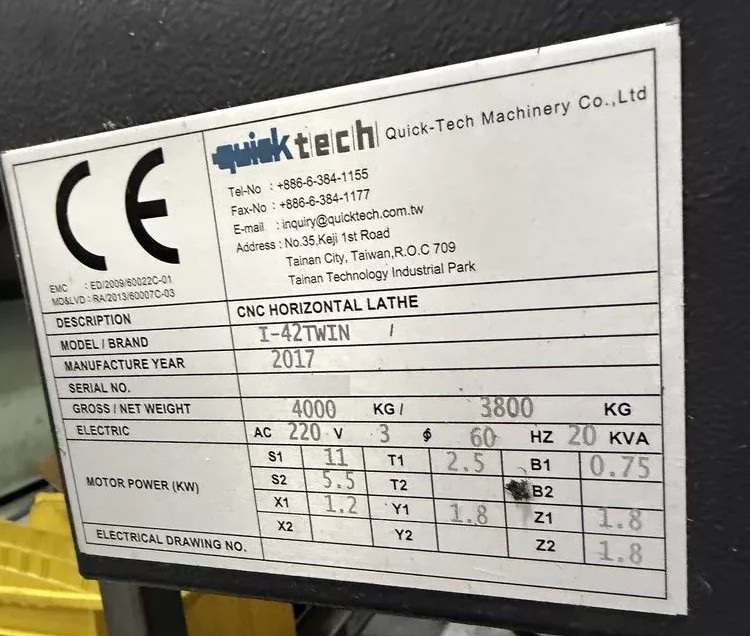 CE
EMC : ED/2009/60022C-01
MD&LVD : RA/2013/60007C-03
quicktech Quick-Tech Machinery Co.,Ltd
Tel-No : +886-6-384-1155
Fax-No : +886-6-384-1177
E-mail : inquiry@quicktech.com.tw
Address : No.35,Keji 1st Road
Tainan City, Taiwan,R.O.C 709
Tainan Technology Industrial Park
DESCRIPTION CNC HORIZONTAL LATHE
MODEL / BRAND I-42TWIN /
MANUFACTURE YEAR 2017
SERIAL NO.
GROSS / NET WEIGHT 4000 KG / 3800 KG
ELECTRIC AC 220 V 3 ϕ 60 HZ 20 KVA
MOTOR POWER (KW)
S1 11 T1 2.5 B1 0.75
S2 5.5 T2 B2
X1 1.2 Y1 1.8 Z1 1.8
X2 Y2 Z2 1.8
ELECTRICAL DRAWING NO.